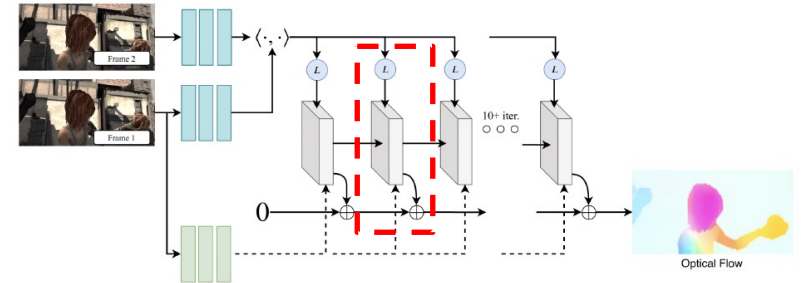 Frame 2
⟨·, ·⟩
L
L
L
L
Frame 1
10+ iter.
0
Optical Flow